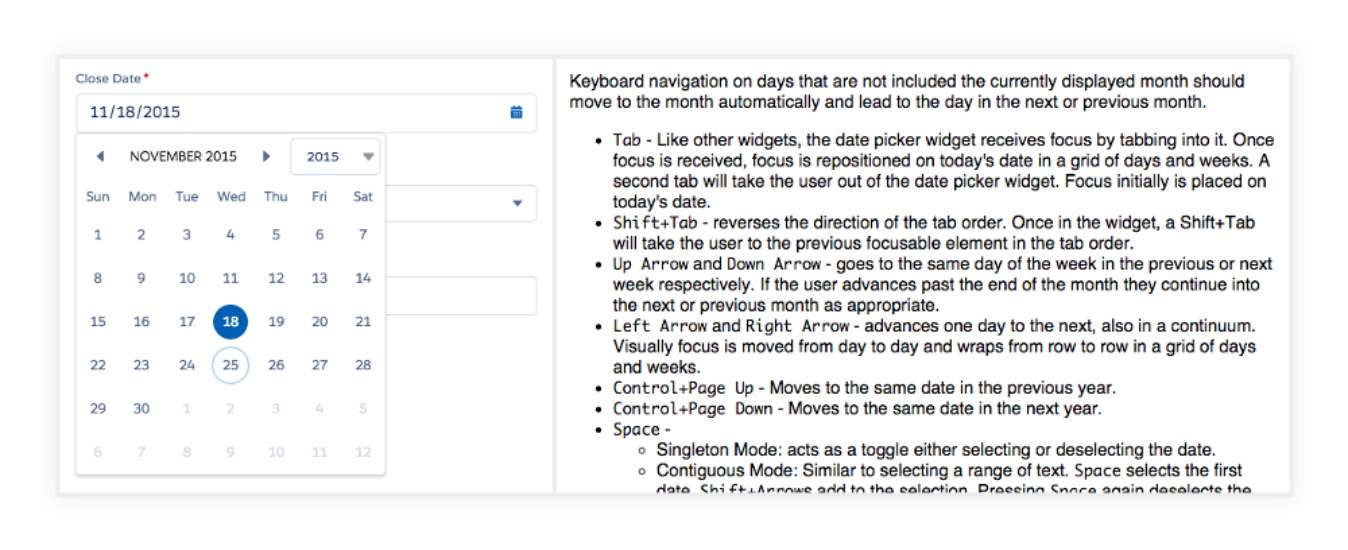 Close Date*
11/18/2015
NOVEMBER 2015 2015
Sun Mon Tue Wed Thu Fri Sat
1 2 3 4 5 6 7
8 9 10 11 12 13 14
15 16 17 18 19 20 21
22 23 24 25 26 27 28
29 30 1 2 3 4 5
6 7 8 9 10 11 12
Keyboard navigation on days that are not included the currently displayed month should
move to the month automatically and lead to the day in the next or previous month.
• Tab - Like other widgets, the date picker widget receives focus by tabbing into it. Once
focus is received, focus is repositioned on today's date in a grid of days and weeks. A
second tab will take the user out of the date picker widget. Focus initially is placed on
today's date.
• Shift+Tab - reverses the direction of the tab order. Once in the widget, a Shift+Tab
will take the user to the previous focusable element in the tab order.
• Up Arrow and Down Arrow - goes to the same day of the week in the previous or next
week respectively. If the user advances past the end of the month they continue into
the next or previous month as appropriate.
• Left Arrow and Right Arrow - advances one day to the next, also in a continuum.
Visually focus is moved from day to day and wraps from row to row in a grid of days
and weeks.
• Control+Page Up - Moves to the same date in the previous year.
• Control+Page Down - Moves to the same date in the next year.
• Space -
◦ Singleton Mode: acts as a toggle either selecting or deselecting the date.
◦ Contiguous Mode: Similar to selecting a range of text. Space selects the first
date. Shift+Arrows add to the selection. Pressing Space again deselects the